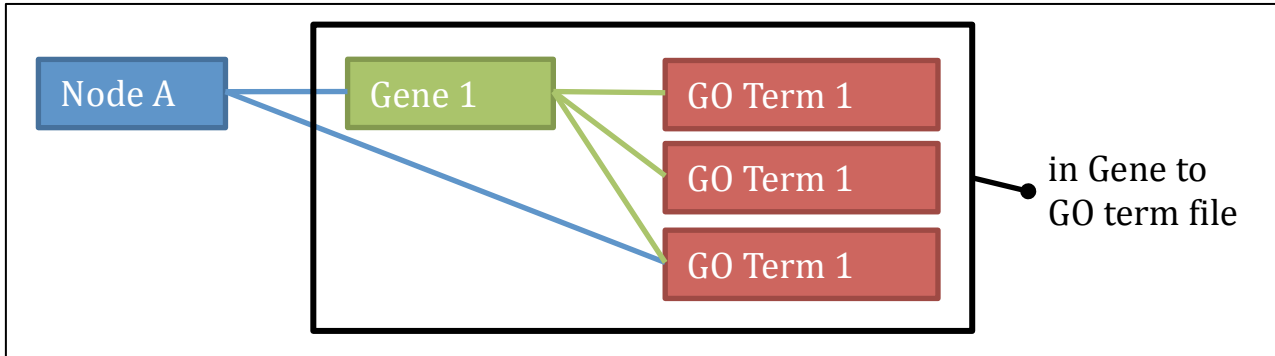 Node A
Gene 1
GO Term 1
GO Term 1
GO Term 1
in Gene to
GO term file